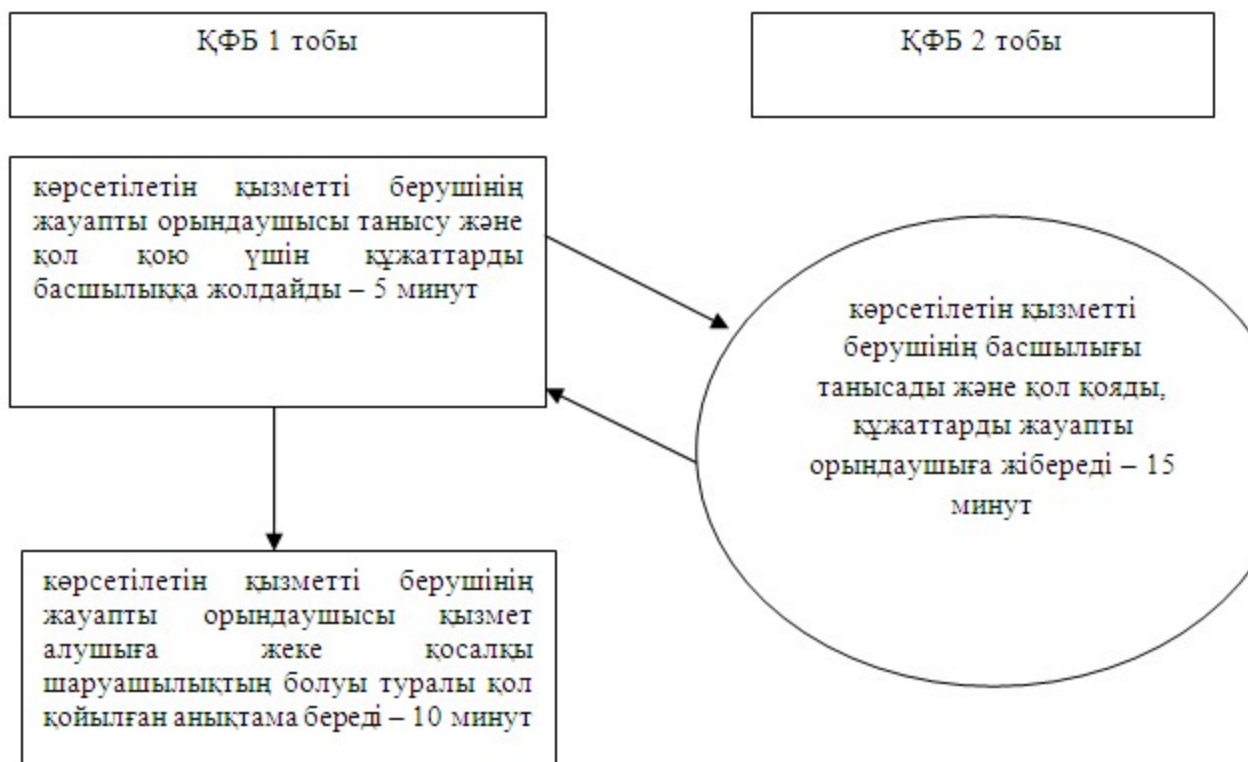 ҚФБ 1 тобы
ҚФБ 2 тобы
көрсетілетін қызметті берушінің
жауапты орындаушысы танысу және
қол қою үшін құжаттарды
басшылыққа жолдайды – 5 минут
көрсетілетін қызметті
берушінің басшылығы
танысады және қол қояды,
құжаттарды жауапты
орындаушыға жібереді – 15
минут
көрсетілетін қызметті берушінің
жауапты орындаушысы қызмет
алушыға жеке қосалқы
шаруашылықтың болуы туралы қол
қойылған анықтама береді – 10 минут